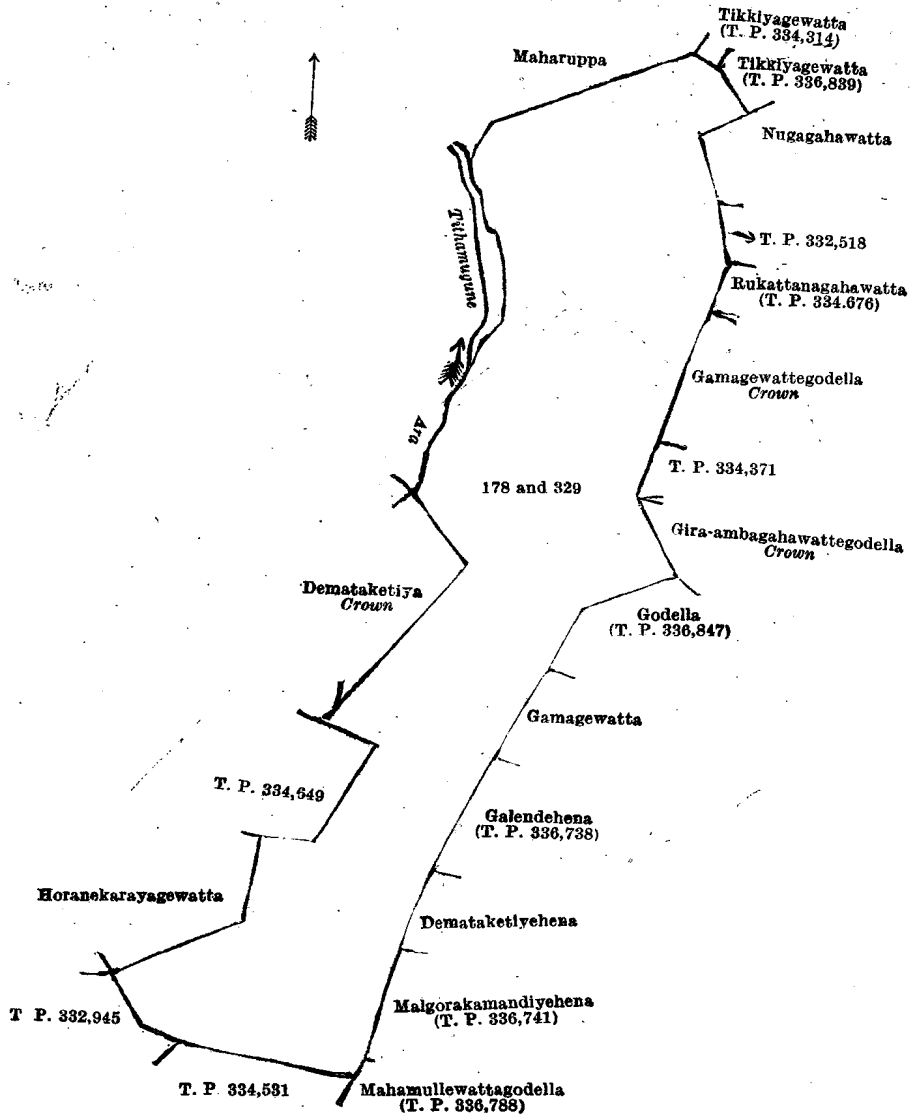 Tikkiyagewatta
(T. P. 334,314)
Maharuppa
Tikkiyagewatta
(T. P. 336,839)
Nugagahawatta
Tithamugune
T. P. 332,518
Rukattanagahawatta
(T. P. 334.676)
Gamagewattegodella
Crown
Ara
T. P. 334,371
178 and 329
Gira-ambagahawattegodella
Crown
Demataketiya
Crown
Godella
(T. P. 336,847)
Gamagewatta
T. P. 334,649
Galendehena
(T. P. 336,738)
Horanekarayagewatta
Demataketiyehena
Malgorakamandiyehena
(T. P. 336,741)
T P. 332,945
T. P. 334,531
Mahamullewattagodella
(T. P. 336,788)